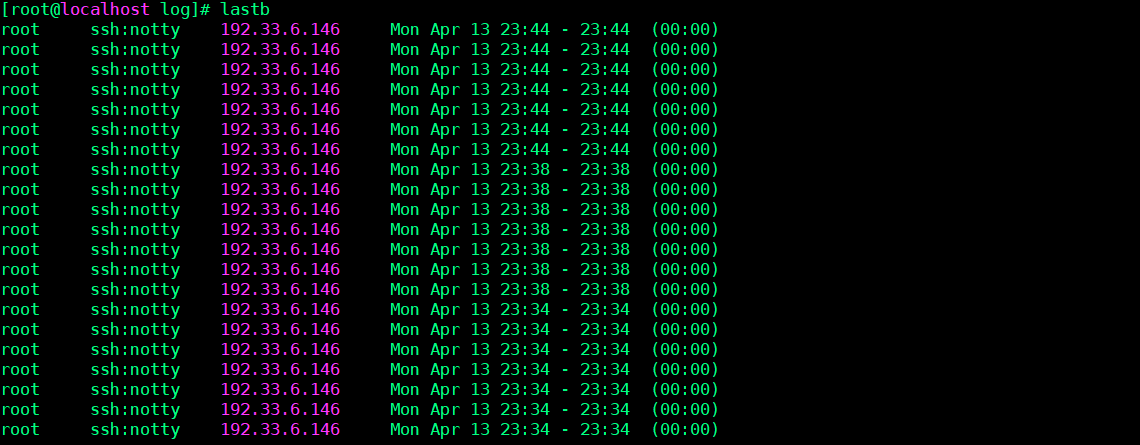 [root@localhost log]# lastb
root     ssh:notty    192.33.6.146     Mon Apr 13 23:44 - 23:44  (00:00)
root     ssh:notty    192.33.6.146     Mon Apr 13 23:44 - 23:44  (00:00)
root     ssh:notty    192.33.6.146     Mon Apr 13 23:44 - 23:44  (00:00)
root     ssh:notty    192.33.6.146     Mon Apr 13 23:44 - 23:44  (00:00)
root     ssh:notty    192.33.6.146     Mon Apr 13 23:44 - 23:44  (00:00)
root     ssh:notty    192.33.6.146     Mon Apr 13 23:44 - 23:44  (00:00)
root     ssh:notty    192.33.6.146     Mon Apr 13 23:44 - 23:44  (00:00)
root     ssh:notty    192.33.6.146     Mon Apr 13 23:38 - 23:38  (00:00)
root     ssh:notty    192.33.6.146     Mon Apr 13 23:38 - 23:38  (00:00)
root     ssh:notty    192.33.6.146     Mon Apr 13 23:38 - 23:38  (00:00)
root     ssh:notty    192.33.6.146     Mon Apr 13 23:38 - 23:38  (00:00)
root     ssh:notty    192.33.6.146     Mon Apr 13 23:38 - 23:38  (00:00)
root     ssh:notty    192.33.6.146     Mon Apr 13 23:38 - 23:38  (00:00)
root     ssh:notty    192.33.6.146     Mon Apr 13 23:38 - 23:38  (00:00)
root     ssh:notty    192.33.6.146     Mon Apr 13 23:34 - 23:34  (00:00)
root     ssh:notty    192.33.6.146     Mon Apr 13 23:34 - 23:34  (00:00)
root     ssh:notty    192.33.6.146     Mon Apr 13 23:34 - 23:34  (00:00)
root     ssh:notty    192.33.6.146     Mon Apr 13 23:34 - 23:34  (00:00)
root     ssh:notty    192.33.6.146     Mon Apr 13 23:34 - 23:34  (00:00)
root     ssh:notty    192.33.6.146     Mon Apr 13 23:34 - 23:34  (00:00)
root     ssh:notty    192.33.6.146     Mon Apr 13 23:34 - 23:34  (00:00)